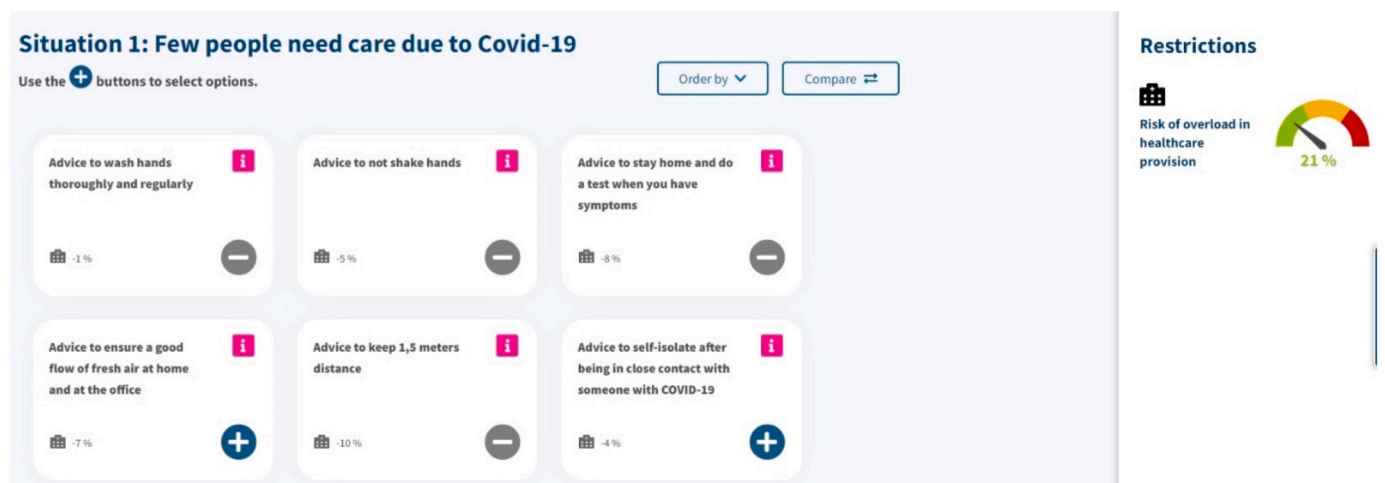 Situation 1: Few people need care due to Covid-19
Use the + buttons to select options.
Order by
Compare
Advice to wash hands
thoroughly and regularly
-1 %
Advice to not shake hands
-5 %
Advice to stay home and do
a test when you have
symptoms
-8 %
Advice to ensure a good
flow of fresh air at home
and at the office
-7 %
Advice to keep 1,5 meters
distance
-10 %
Advice to self-isolate after
being in close contact with
someone with COVID-19
-4 %
Restrictions
Risk of overload in
healthcare
provision
21 %